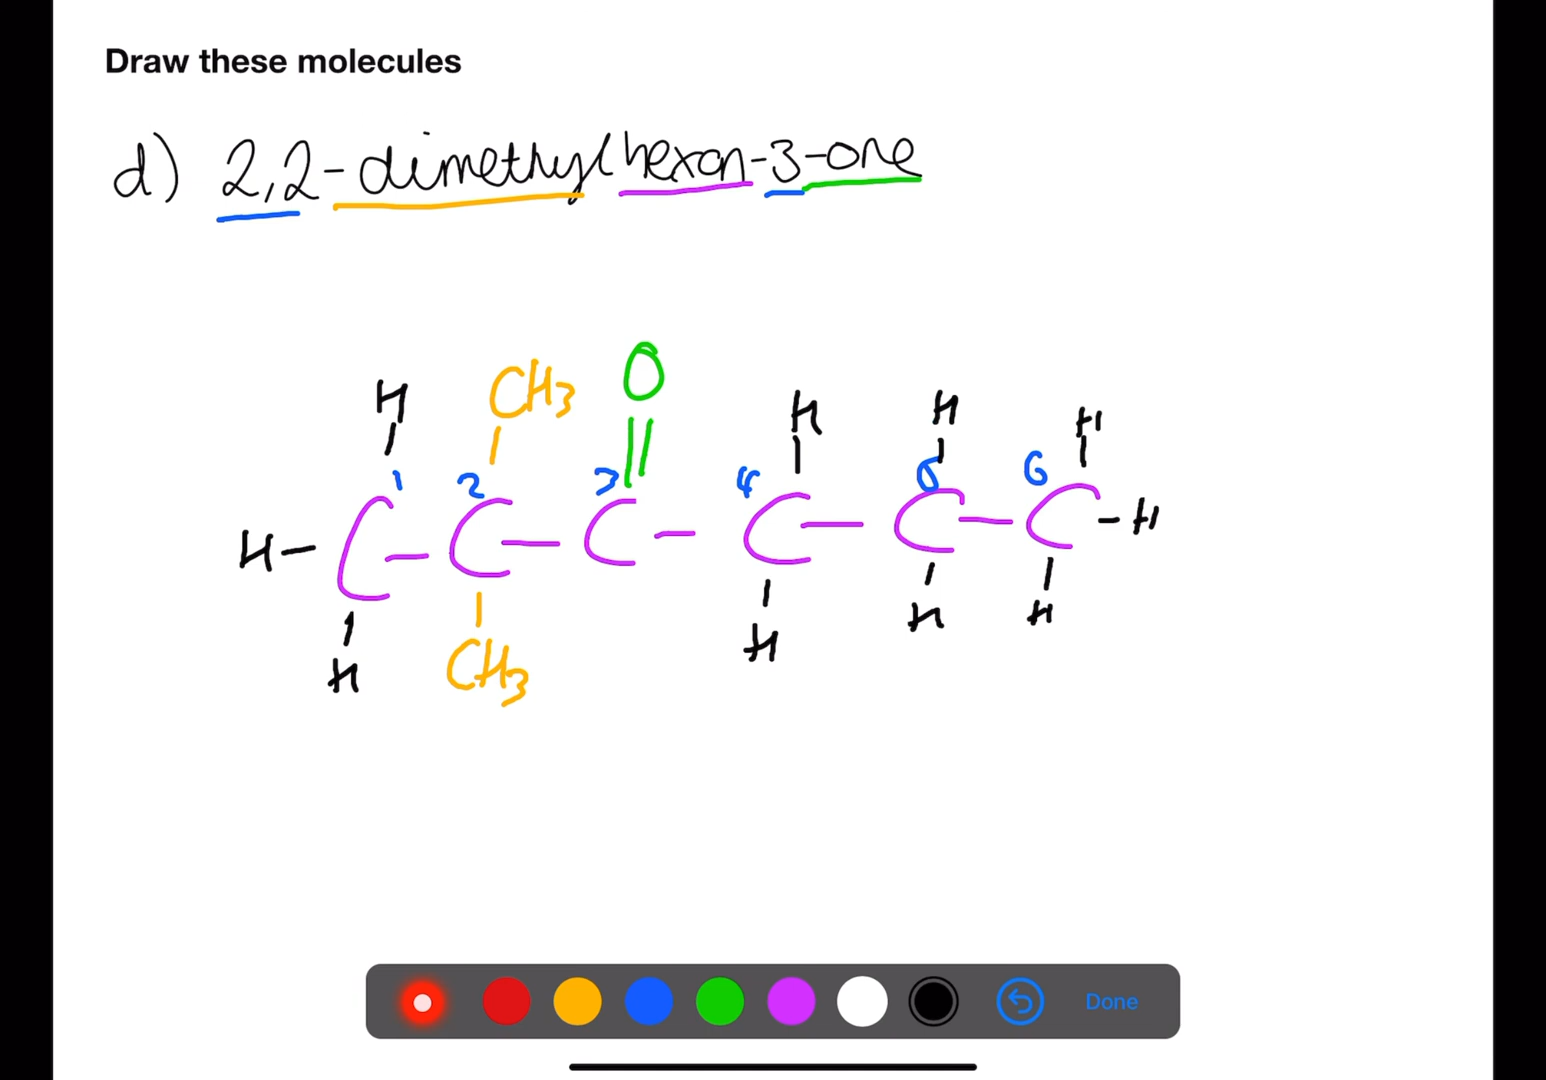 Draw these molecules
d) 2,2-dimethylhexan-3-one
CH3 O
H H H H
1 2 3 4 5 6
H-C-C-C-C-C-C-H
H CH3 H H H
Done